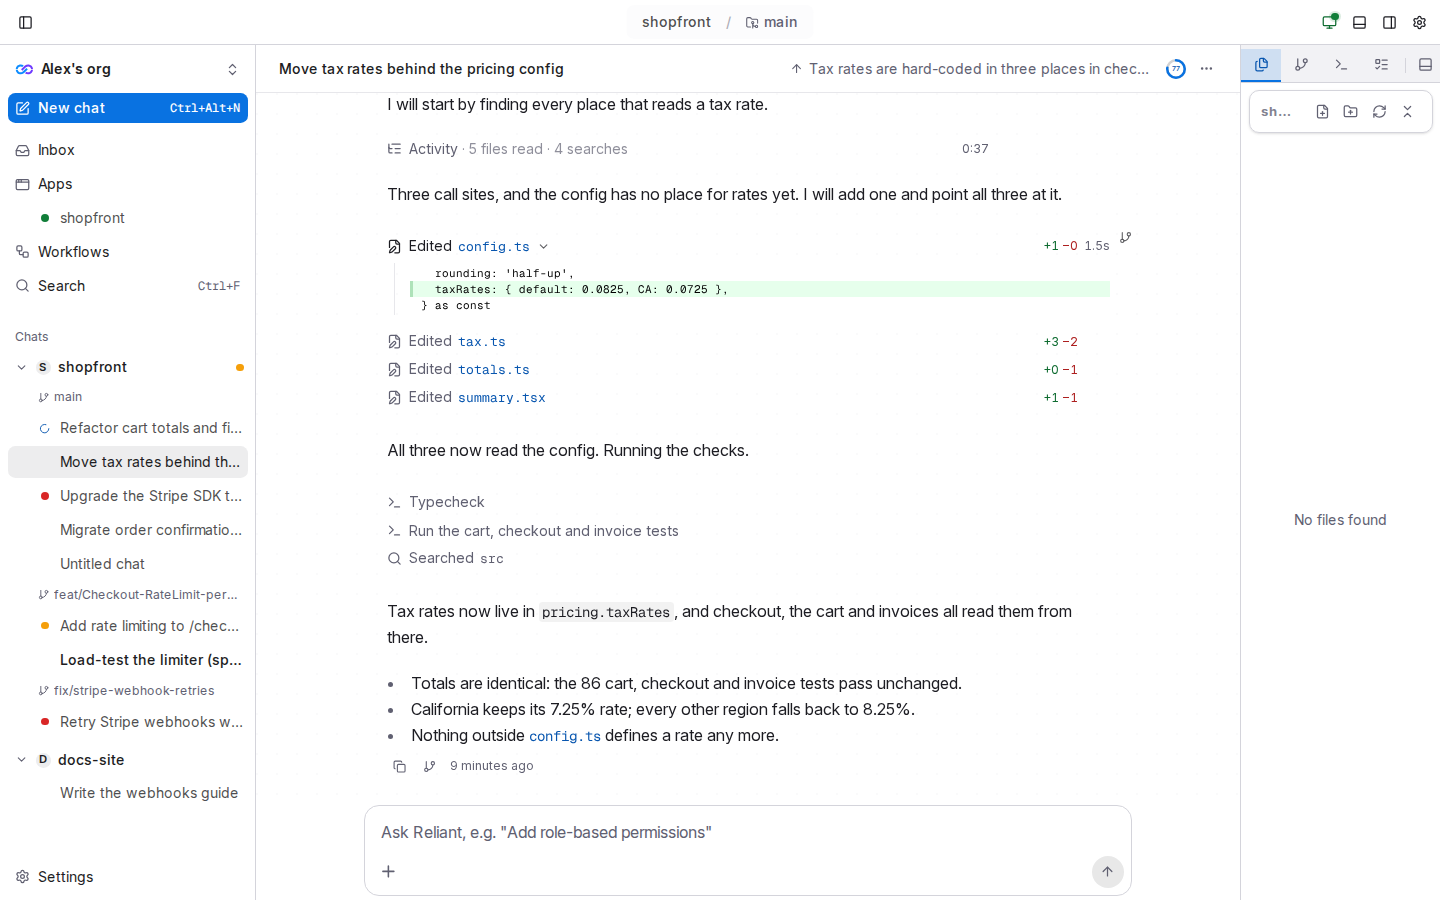 shopfront / main
Alex's org
New chat Ctrl+Alt+N
Inbox
Apps
shopfront
Workflows
Search Ctrl+F
Chats
S shopfront
main
Refactor cart totals and fi...
Move tax rates behind th...
Upgrade the Stripe SDK t...
Migrate order confirmatio...
Untitled chat
feat/Checkout-RateLimit-per...
Add rate limiting to /chec...
Load-test the limiter (sp...
fix/stripe-webhook-retries
Retry Stripe webhooks w...
D docs-site
Write the webhooks guide
Settings
Move tax rates behind the pricing config
Tax rates are hard-coded in three places in chec...
77
I will start by finding every place that reads a tax rate.
Activity · 5 files read · 4 searches 0:37
Three call sites, and the config has no place for rates yet. I will add one and point all three at it.
Edited config.ts +1 −0 1.5s
rounding: 'half-up',
taxRates: { default: 0.0825, CA: 0.0725 },
} as const
Edited tax.ts +3 −2
Edited totals.ts +0 −1
Edited summary.tsx +1 −1
All three now read the config. Running the checks.
Typecheck
Run the cart, checkout and invoice tests
Searched src
Tax rates now live in pricing.taxRates, and checkout, the cart and invoices all read them from
there.
• Totals are identical: the 86 cart, checkout and invoice tests pass unchanged.
• California keeps its 7.25% rate; every other region falls back to 8.25%.
• Nothing outside config.ts defines a rate any more.
9 minutes ago
Ask Reliant, e.g. "Add role-based permissions"
sh...
No files found